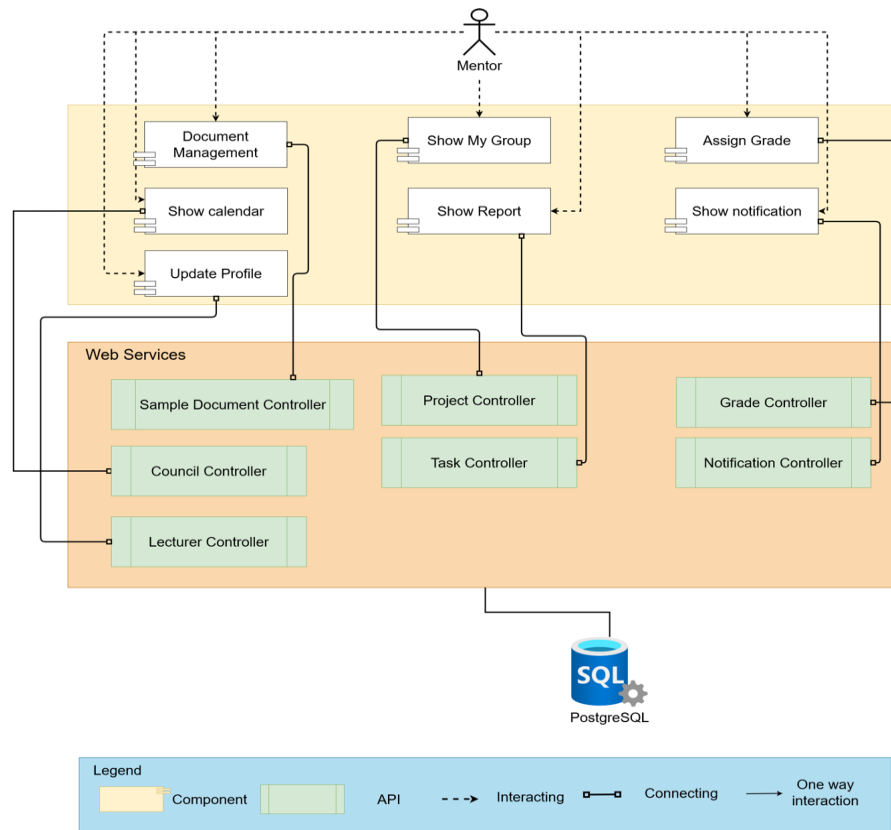 Mentor
Document
Management
Show My Group
Assign Grade
Show calendar
Show Report
Show notification
Update Profile
Web Services
Sample Document Controller
Project Controller
Grade Controller
Council Controller
Task Controller
Notification Controller
Lecturer Controller
SQL
PostgreSQL
Legend
Component
API
Interacting
Connecting
One way
interaction